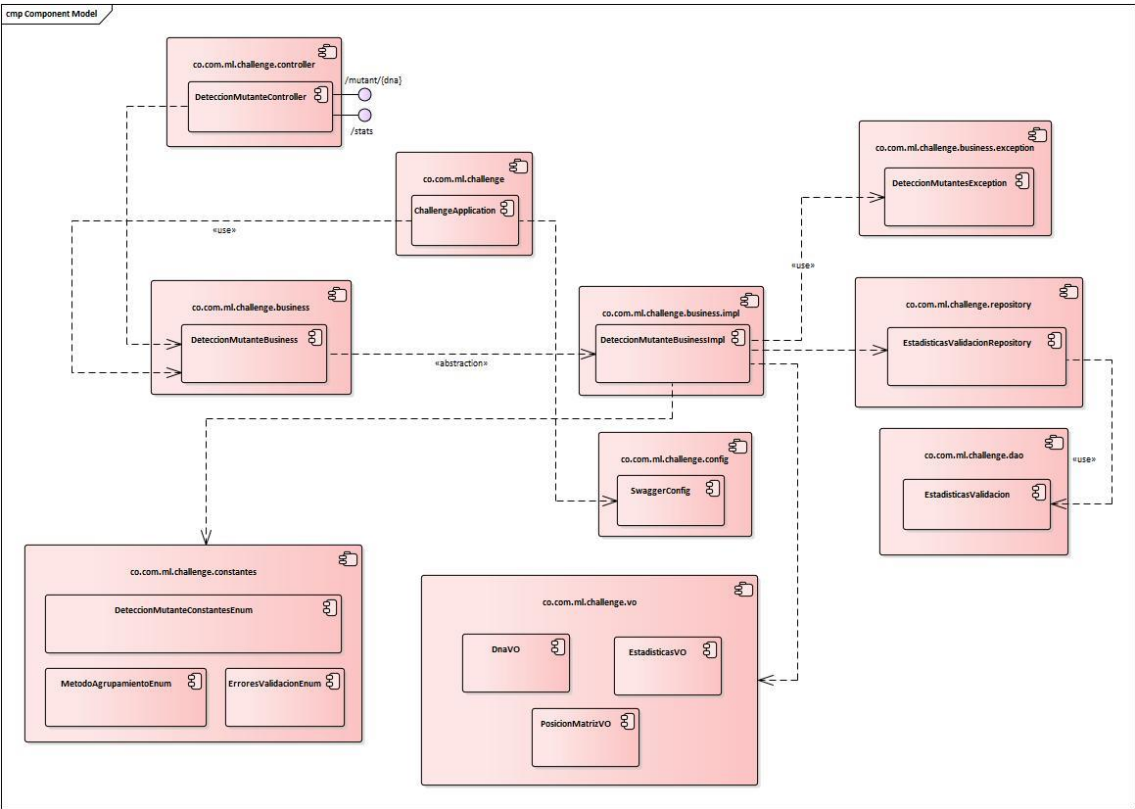 cmp Component Model
co.com.ml.challenge.controller
DeteccionMutanteController
/mutant/{dna}
/stats
co.com.ml.challenge
ChallengeApplication
«use»
co.com.ml.challenge.business.exception
DeteccionMutantesException
«use»
co.com.ml.challenge.business
DeteccionMutanteBusiness
«abstraction»
co.com.ml.challenge.business.impl
DeteccionMutanteBusinessImpl
co.com.ml.challenge.repository
EstadisticasValidacionRepository
co.com.ml.challenge.config
SwaggerConfig
co.com.ml.challenge.dao
EstadisticasValidacion
«use»
co.com.ml.challenge.constantes
DeteccionMutanteConstantesEnum
MetodoAgrupamientoEnum
ErroresValidacionEnum
co.com.ml.challenge.vo
DnaVO
EstadisticasVO
PosicionMatrizVO